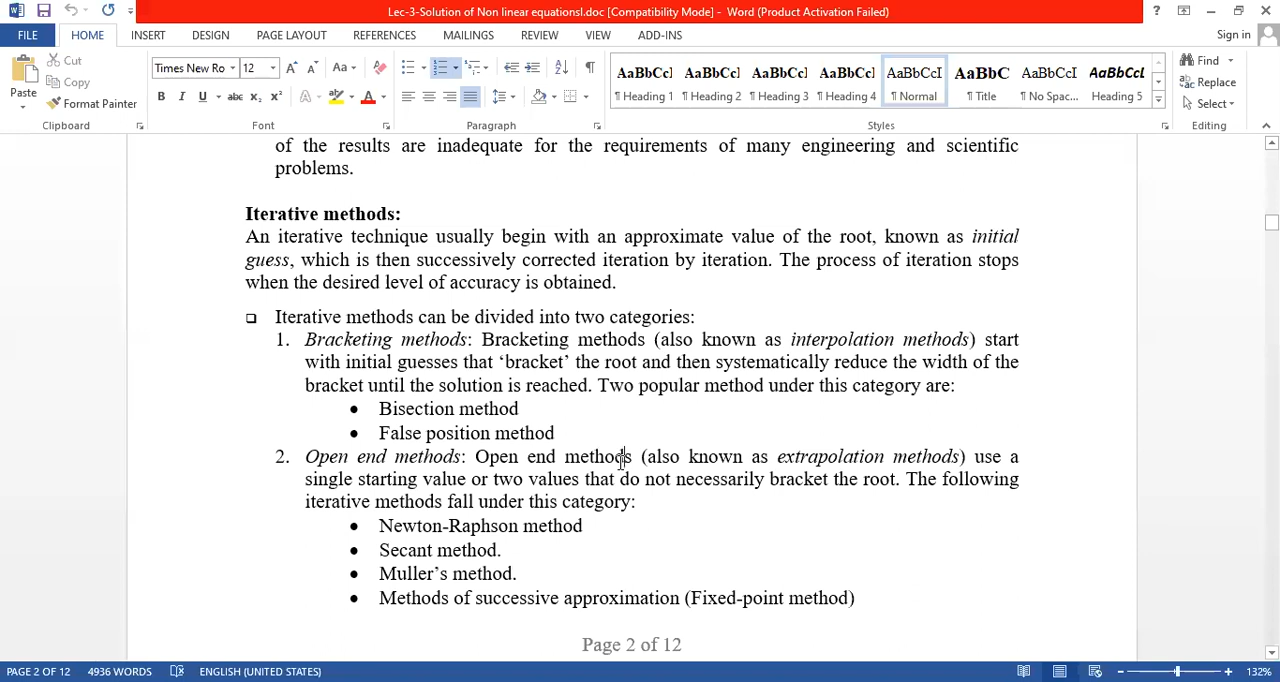 Lec-3-Solution of Non linear equationsl.doc [Compatibility Mode] - Word (Product Activation Failed)
FILE HOME INSERT DESIGN PAGE LAYOUT REFERENCES MAILINGS REVIEW VIEW ADD-INS Sign in
Paste
Cut
Copy
Format Painter
Clipboard
Times New Ro 12
Font
Paragraph
AaBbCcI AaBbCcI AaBbCcI AaBbCcI AaBbCcI AaBbC AaBbCcI AaBbCcL
¶ Heading 1 ¶ Heading 2 ¶ Heading 3 ¶ Heading 4 ¶ Normal ¶ Title ¶ No Spac... Heading 5
Styles
Find
Replace
Select
Editing
of the results are inadequate for the requirements of many engineering and scientific
problems.
Iterative methods:
An iterative technique usually begin with an approximate value of the root, known as initial
guess, which is then successively corrected iteration by iteration. The process of iteration stops
when the desired level of accuracy is obtained.
Iterative methods can be divided into two categories:
1. Bracketing methods: Bracketing methods (also known as interpolation methods) start
with initial guesses that ‘bracket’ the root and then systematically reduce the width of the
bracket until the solution is reached. Two popular method under this category are:
• Bisection method
• False position method
2. Open end methods: Open end methods (also known as extrapolation methods) use a
single starting value or two values that do not necessarily bracket the root. The following
iterative methods fall under this category:
• Newton-Raphson method
• Secant method.
• Muller’s method.
• Methods of successive approximation (Fixed-point method)
Page 2 of 12
PAGE 2 OF 12 4936 WORDS ENGLISH (UNITED STATES) 132%